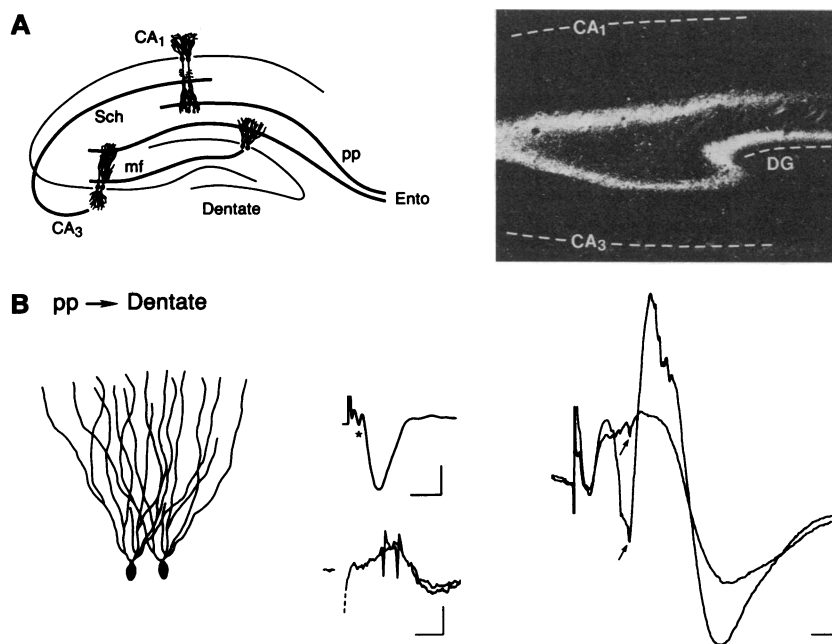 A
CA1
Sch
mf
pp
Dentate
Ento
CA3
CA1
DG
CA3
B pp → Dentate
*